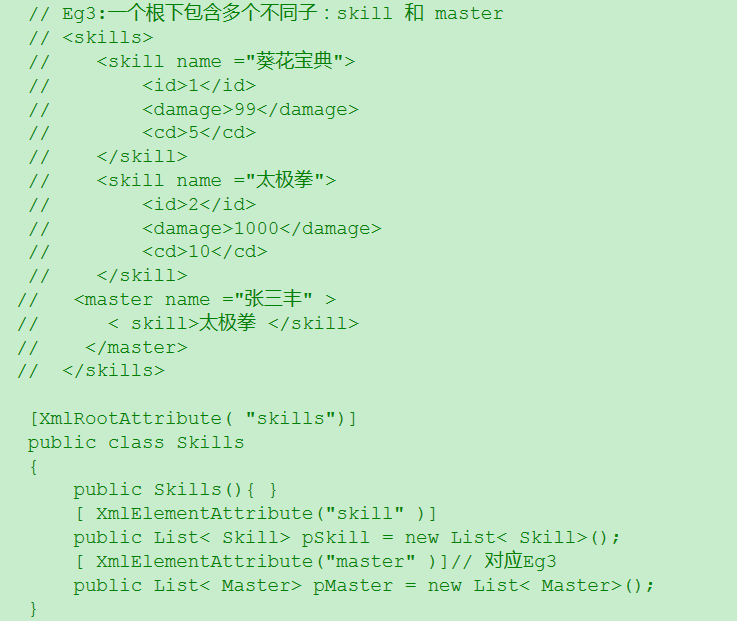 // Eg3:一个根下包含多个不同子：skill 和 master
// <skills>
//    <skill name ="葵花宝典">
//        <id>1</id>
//        <damage>99</damage>
//        <cd>5</cd>
//    </skill>
//    <skill name ="太极拳">
//        <id>2</id>
//        <damage>1000</damage>
//        <cd>10</cd>
//    </skill>
//   <master name ="张三丰" >
//      < skill>太极拳 </skill>
//    </master>
//  </skills>

[XmlRootAttribute( "skills")]
public class Skills
{
    public Skills(){ }
    [ XmlElementAttribute("skill" )]
    public List< Skill> pSkill = new List< Skill>();
    [ XmlElementAttribute("master" )]// 对应Eg3
    public List< Master> pMaster = new List< Master>();
}